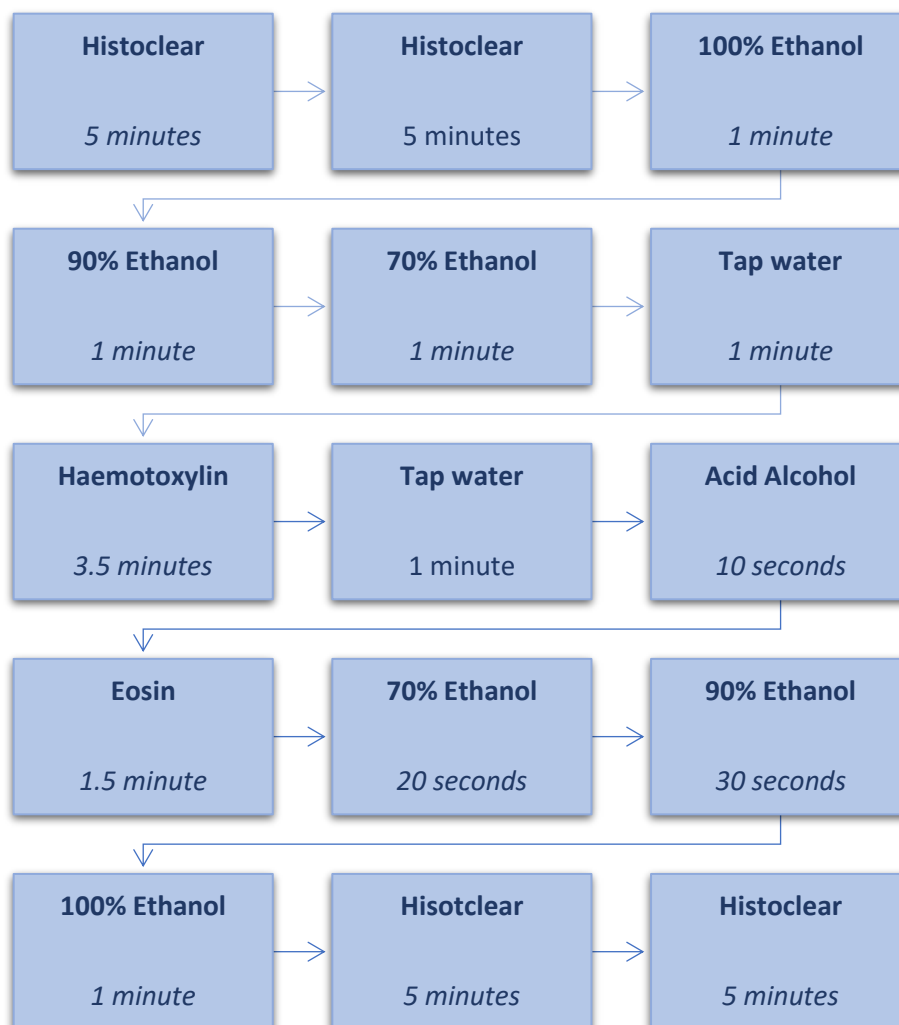 Histoclear
5 minutes
Histoclear
5 minutes
100% Ethanol
1 minute
90% Ethanol
1 minute
70% Ethanol
1 minute
Tap water
1 minute
Haemotoxylin
3.5 minutes
Tap water
1 minute
Acid Alcohol
10 seconds
Eosin
1.5 minute
70% Ethanol
20 seconds
90% Ethanol
30 seconds
100% Ethanol
1 minute
Hisotclear
5 minutes
Histoclear
5 minutes